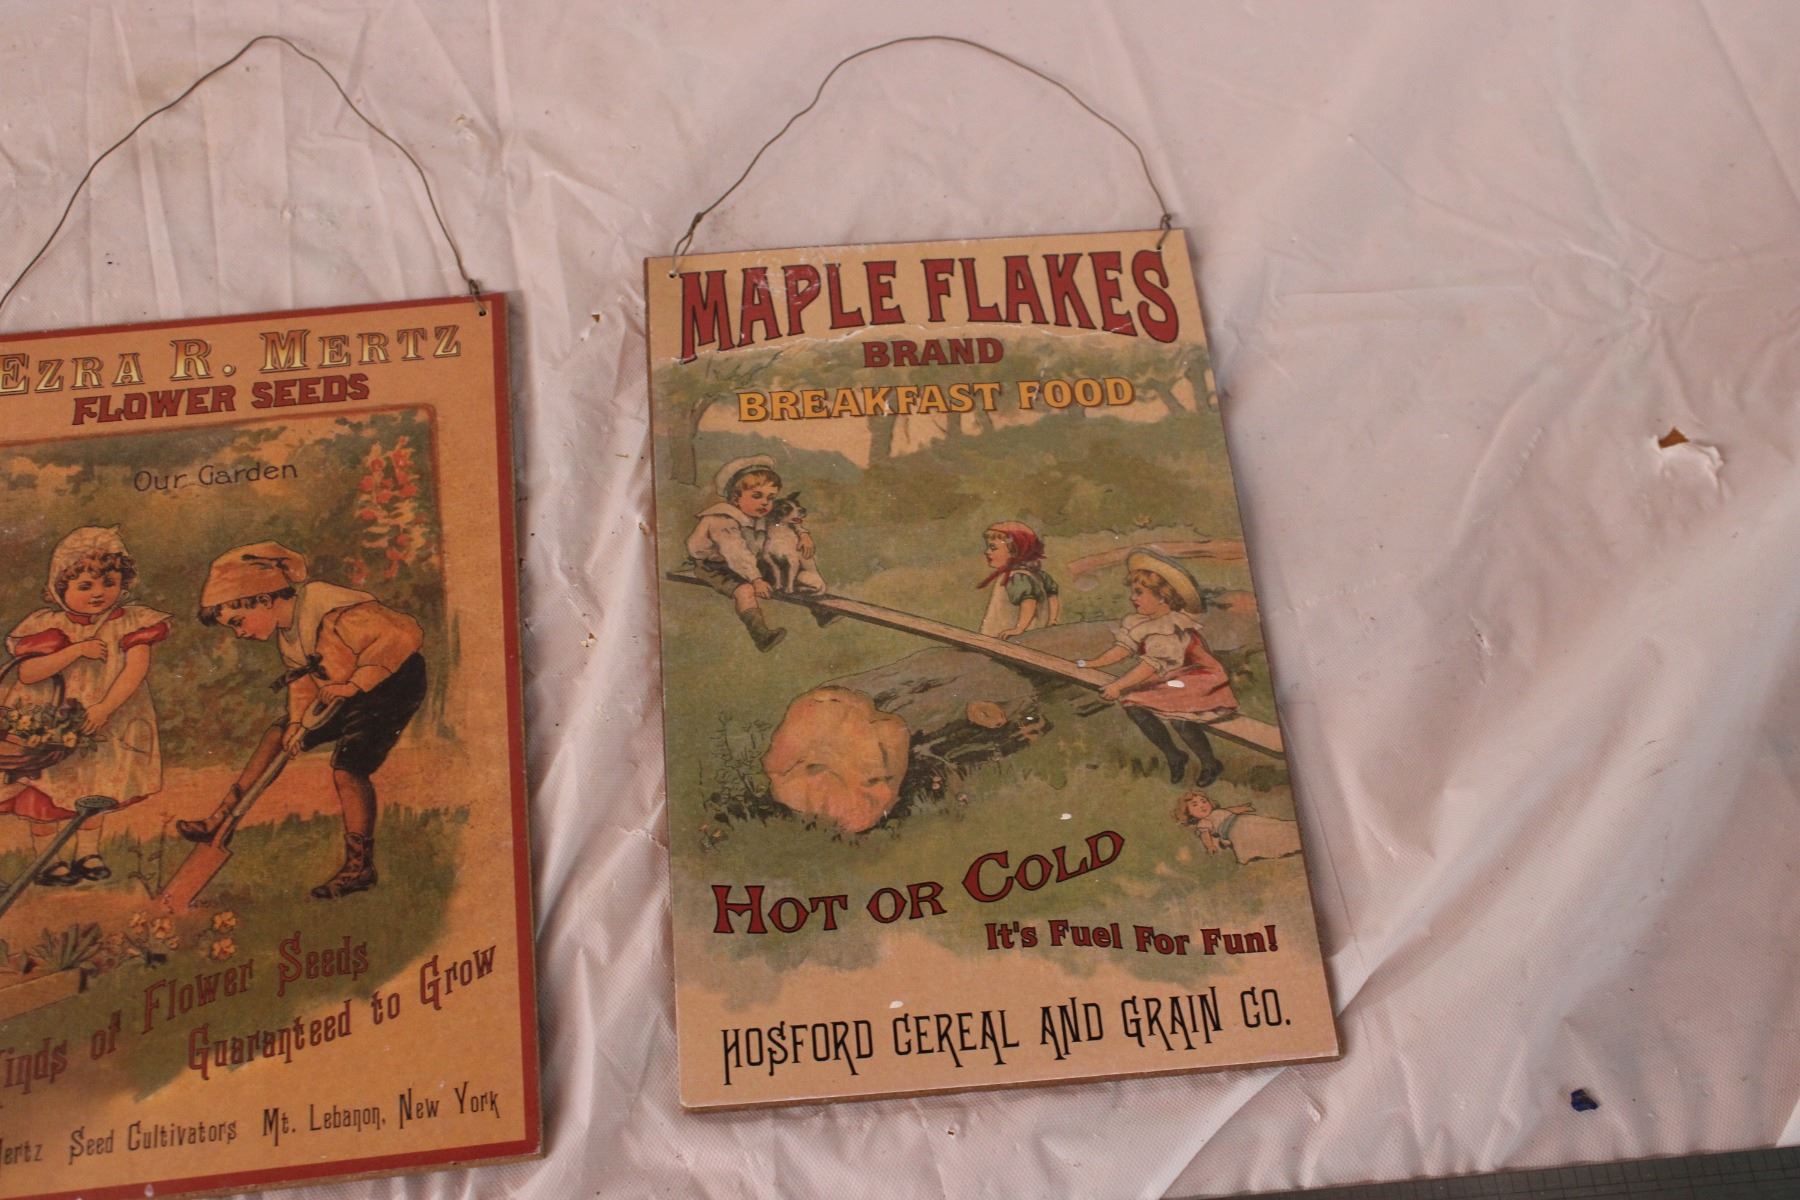 EZRA R. MERTZ
FLOWER SEEDS
Our Garden
of Flower Seeds
Guaranteed to Grow
Seed Cultivators Mt. Lebanon, New York
MAPLE FLAKES
BRAND
BREAKFAST FOOD
HOT OR COLD
It's Fuel For Fun!
HOSFORD CEREAL AND GRAIN CO.